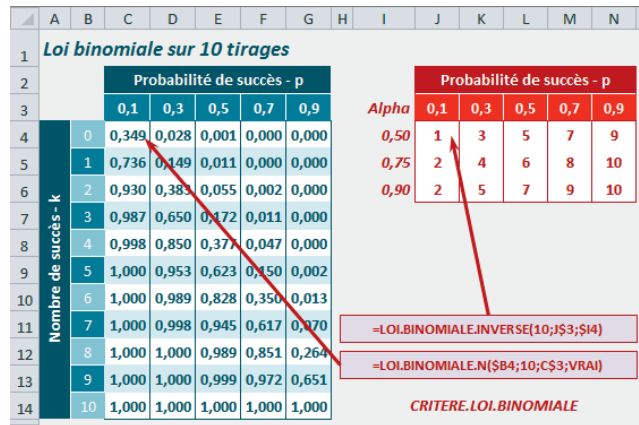 A B C D E F G H I J K L M N
1 Loi binomiale sur 10 tirages
2 Probabilité de succès - p Probabilité de succès - p
3 0,1 0,3 0,5 0,7 0,9 Alpha 0,1 0,3 0,5 0,7 0,9
4 0 0,349 0,028 0,001 0,000 0,000 0,50 1 3 5 7 9
5 1 0,736 0,149 0,011 0,000 0,000 0,75 2 4 6 8 10
6 2 0,930 0,383 0,055 0,002 0,000 0,90 2 5 7 9 10
7 3 0,987 0,650 0,172 0,011 0,000
8 4 0,998 0,850 0,377 0,047 0,000
9 5 1,000 0,953 0,623 0,150 0,002
10 6 1,000 0,989 0,828 0,350 0,013
11 7 1,000 0,998 0,945 0,617 0,070 =LOI.BINOMIALE.INVERSE(10;J$3;$I4)
12 8 1,000 1,000 0,989 0,851 0,264 =LOI.BINOMIALE.N($B4;10;C$3;VRAI)
13 9 1,000 1,000 0,999 0,972 0,651
14 10 1,000 1,000 1,000 1,000 1,000 CRITERE.LOI.BINOMIALE
Nombre de succès - k